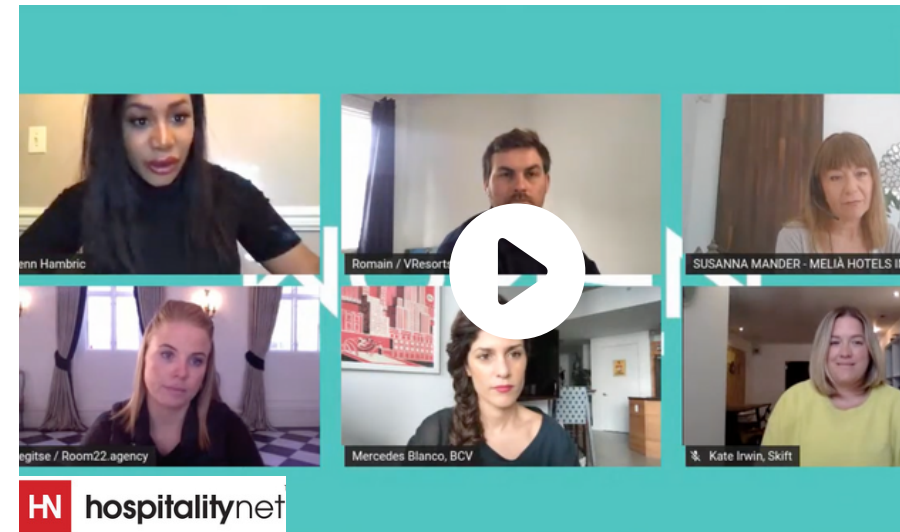 enn Hambric
Romain / VResorts
SUSANNA MANDER - MELIÀ HOTELS I
egitse / Room22.agency
Mercedes Blanco, BCV
Kate Irwin, Skift
HN hospitalitynet